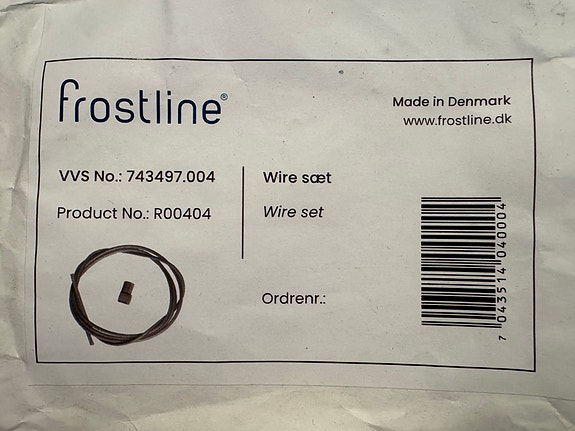 frostline®
Made in Denmark
www.frostline.dk
VVS No.: 743497.004
Product No.: R00404
Wire sæt
Wire set
Ordrenr.:
7 043514 040004